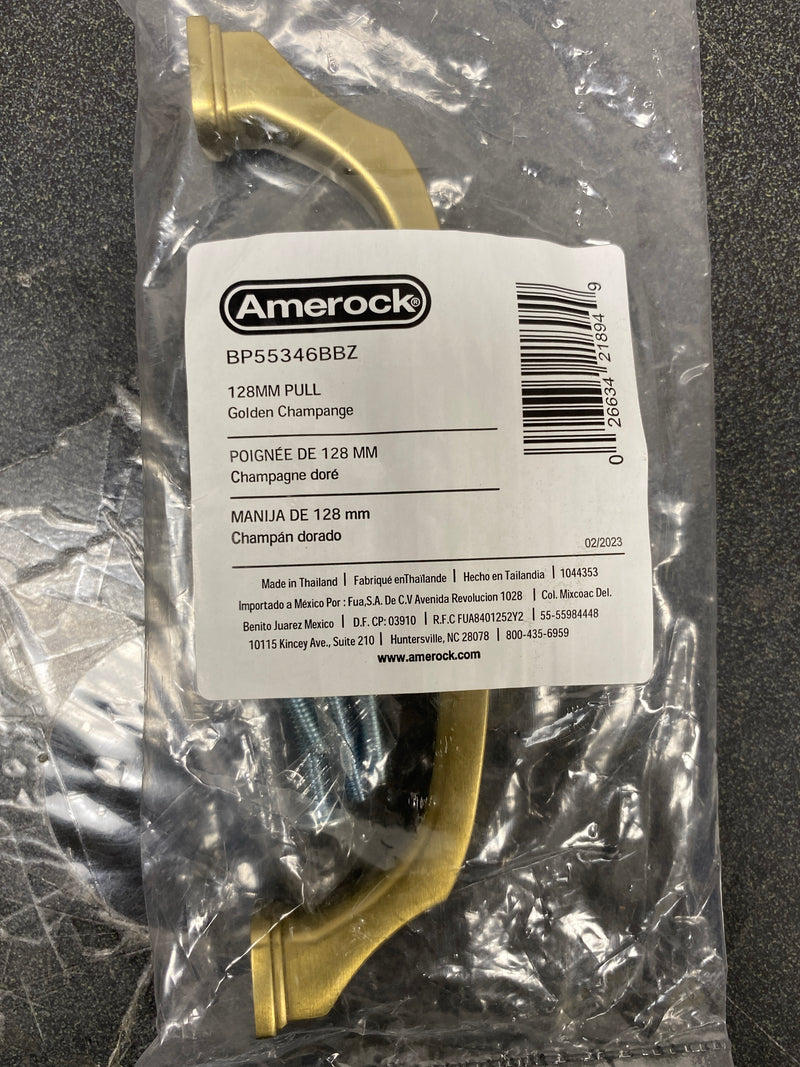 Amerock®
BP55346BBZ
128MM PULL
Golden Champange
POIGNÉE DE 128 MM
Champagne doré
MANIJA DE 128 mm
Champán dorado
02/2023
Made in Thailand | Fabriqué enThaïlande | Hecho en Tailandia | 1044353
Importado a México Por : Fua,S.A. De C.V Avenida Revolucion 1028 | Col. Mixcoac Del.
Benito Juarez Mexico | D.F. CP: 03910 | R.F.C FUA8401252Y2 | 55-55984448
10115 Kincey Ave., Suite 210 | Huntersville, NC 28078 | 800-435-6959
www.amerock.com
0 26634 21894 9